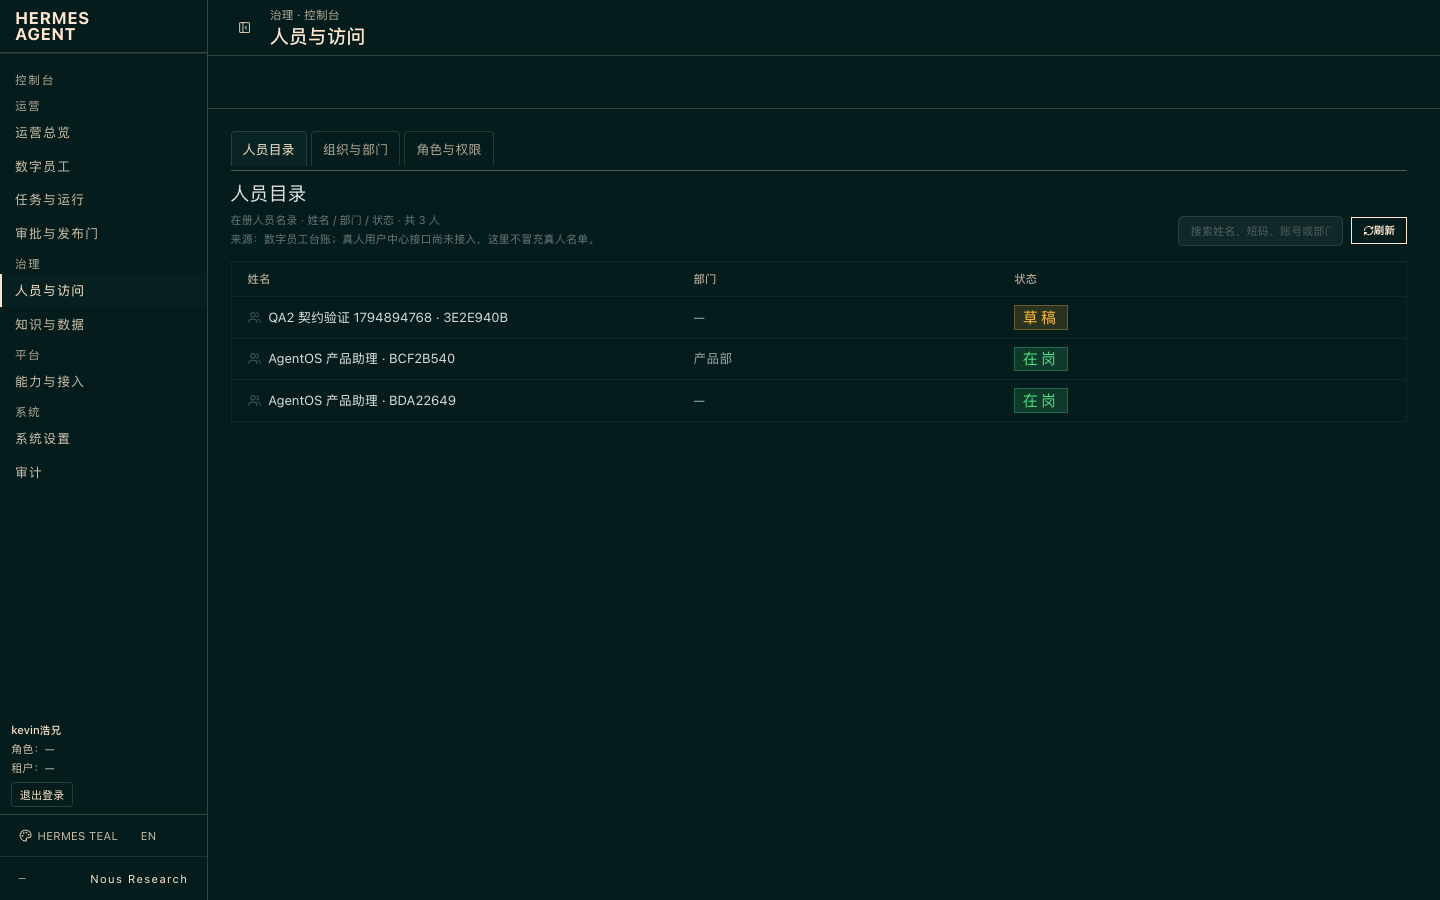 HERMES
AGENT
控制台
运营
运营总览
数字员工
任务与运行
审批与发布门
治理
人员与访问
知识与数据
平台
能力与接入
系统
系统设置
审计
kevin浩兄
角色：—
租户：—
退出登录
HERMES TEAL EN
— Nous Research
治理 · 控制台
人员与访问
人员目录 组织与部门 角色与权限
人员目录
在册人员名录 · 姓名 / 部门 / 状态 · 共 3 人
来源：数字员工台账；真人用户中心接口尚未接入，这里不冒充真人名单。
搜索姓名、短码、账号或部门 刷新
姓名 部门 状态
QA2 契约验证 1794894768 · 3E2E940B — 草稿
AgentOS 产品助理 · BCF2B540 产品部 在岗
AgentOS 产品助理 · BDA22649 — 在岗